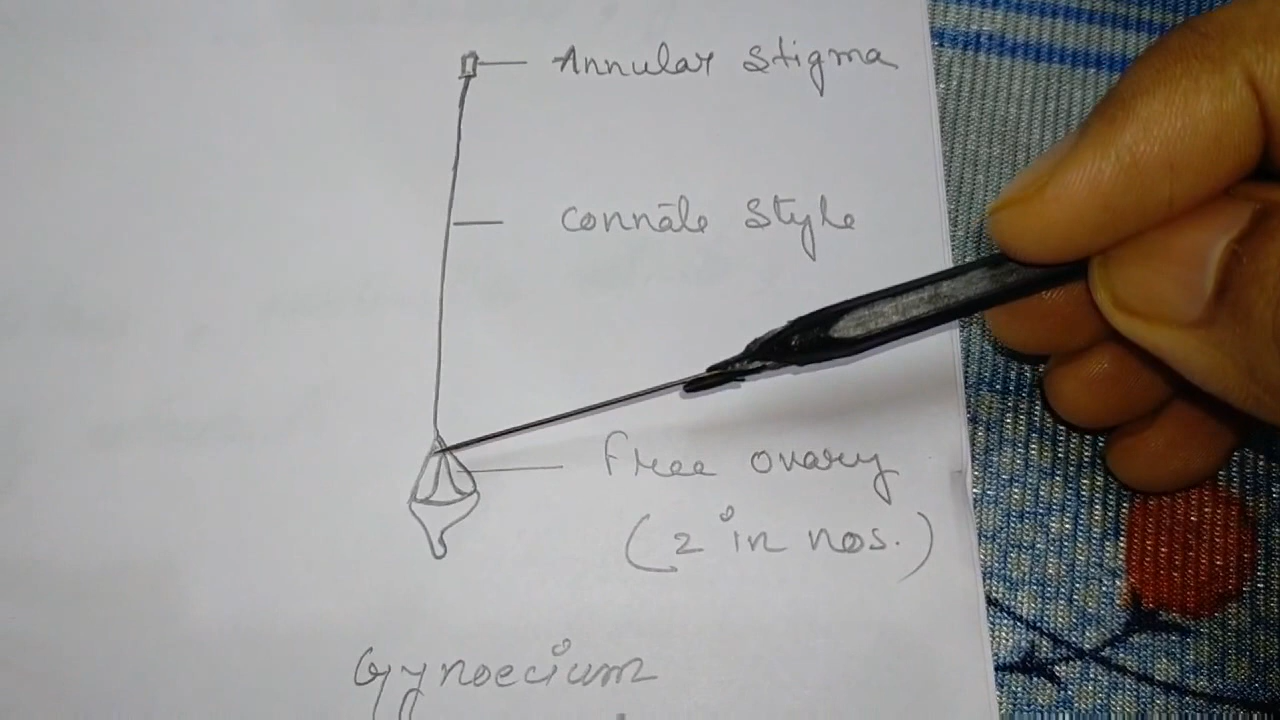 Annular Stigma
Connate Style
Free ovary
(2 in nos.)
Gynoecium